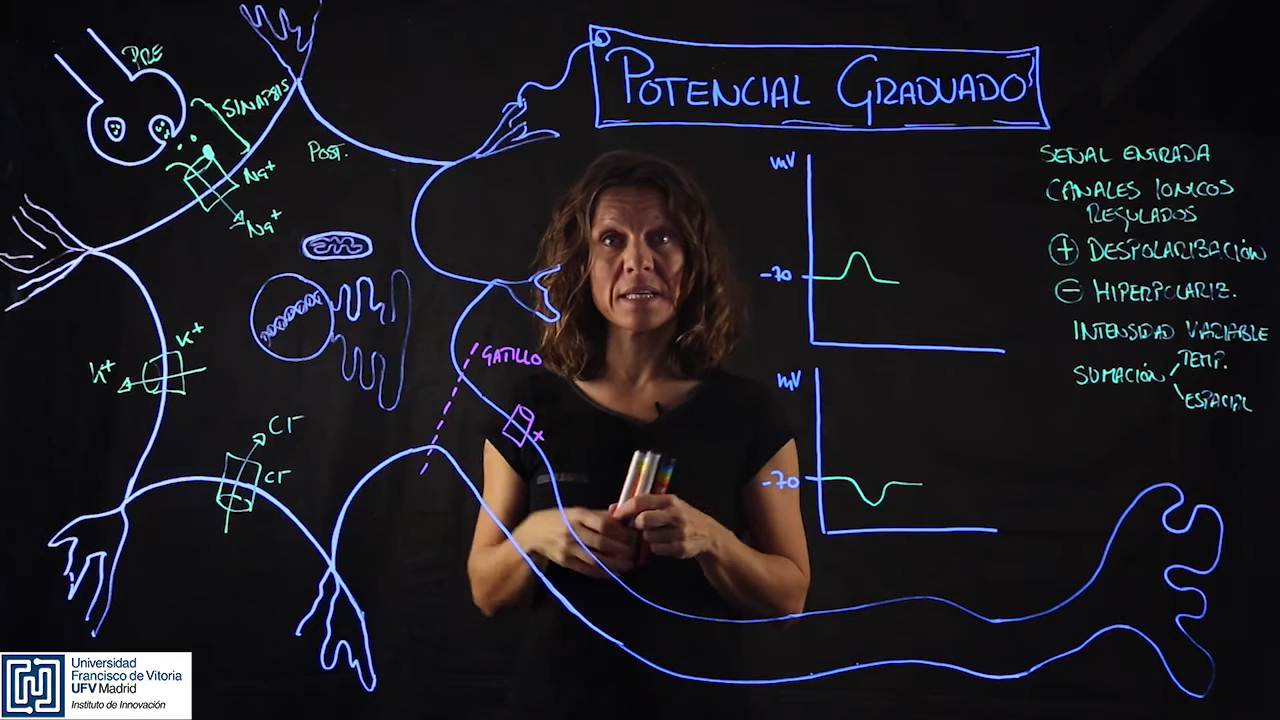 POTENCIAL GRADUADO
PRE
SINAPSIS
POST.
Na+
Na+
K+
K+
Cl-
Cl-
GATILLO
+
mV
-70
mV
-70
SEÑAL ENTRADA
CANALES IONICOS
REGULADOS
+ DESPOLARIZACIÓN
- HIPERPOLARIZ.
INTENSIDAD VARIABLE
SUMACIÓN TEMP.
ESPACIAL
Universidad
Francisco de Vitoria
UFV Madrid
Instituto de Innovación